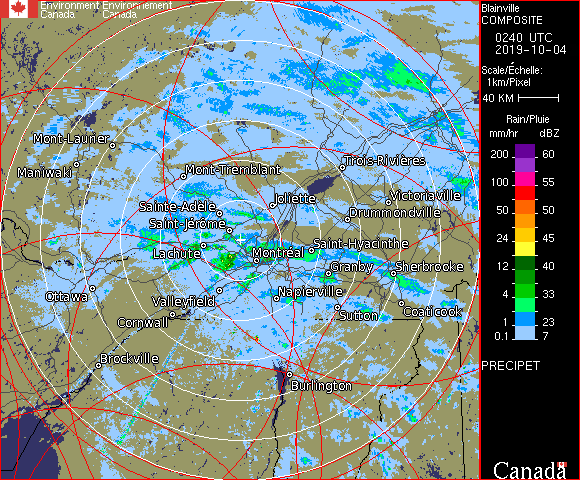 Environment Environnement
Canada Canada
Blainville
COMPOSITE
0240 UTC
2019-10-04
Scale/Échelle:
1km/Pixel
40 KM
Rain/Pluie
mm/hr dBZ
200 60
100 55
50 50
24 45
12 40
4 33
1 23
0.1 7
PRECIPET
Canada
Mont-Laurier
Maniwaki
Mont-Tremblant
Trois-Rivières
Joliette
Victoriaville
Sainte-Adele
Drummondville
Saint-Jérôme
Lachute
Montréal
Saint-Hyacinthe
Granby
Sherbrooke
Ottawa
Valleyfield
Napierville
Cornwall
Sutton
Coaticook
Brockville
Burlington